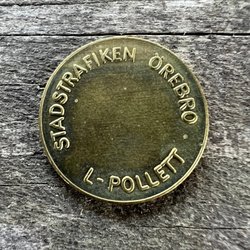 STADSTRAFIKEN ÖREBRO
L-POLLETT